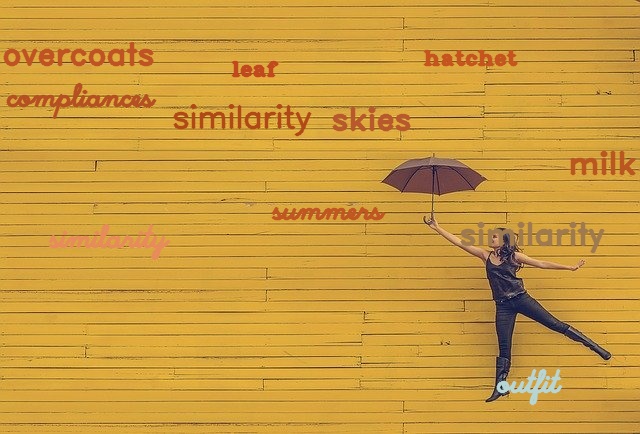 overcoats
hatchet
leaf
compliances
similarity
skies
milk
summers
similarity
similarity
outfit